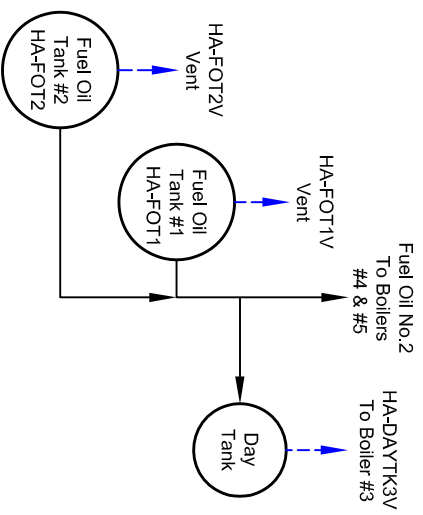 HA-FOT2V
Vent
Fuel Oil
Tank #2
HA-FOT2
HA-FOT1V
Vent
Fuel Oil
Tank #1
HA-FOT1
Fuel Oil No.2
To Boilers
#4 & #5
HA-DAYTK3V
To Boiler #3
Day
Tank